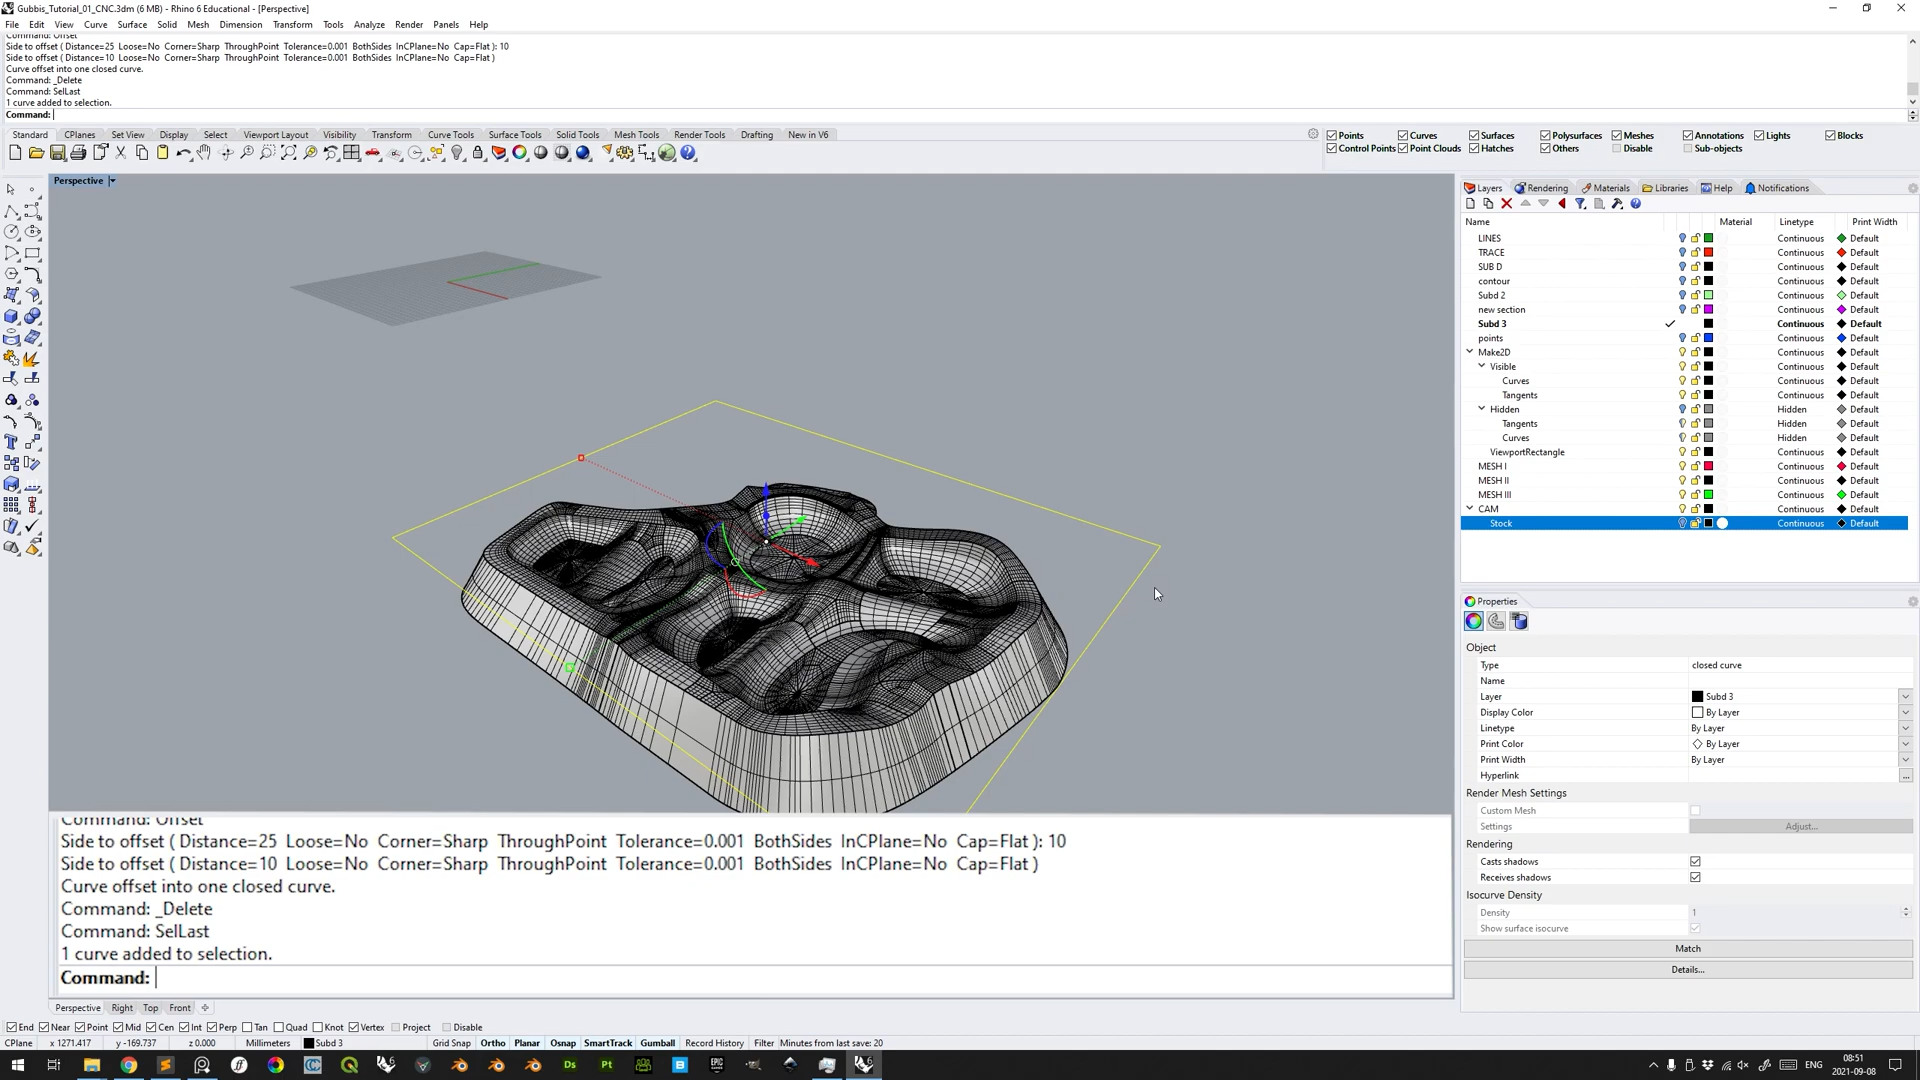 Gubbis_Tutorial_01_CNC.3dm (6 MB) - Rhino 6 Educational - [Perspective]
File Edit View Curve Surface Solid Mesh Dimension Transform Tools Analyze Render Panels Help
Command: Offset
Side to offset ( Distance=25 Loose=No Corner=Sharp ThroughPoint Tolerance=0.001 BothSides InCPlane=No Cap=Flat ): 10
Side to offset ( Distance=10 Loose=No Corner=Sharp ThroughPoint Tolerance=0.001 BothSides InCPlane=No Cap=Flat )
Curve offset into one closed curve.
Command: _Delete
Command: SelLast
1 curve added to selection.
Command:
Standard CPlanes Set View Display Select Viewport Layout Visibility Transform Curve Tools Surface Tools Solid Tools Mesh Tools Render Tools Drafting New in V6
Points Curves Surfaces Polysurfaces Meshes Annotations Lights Blocks
Control Points Point Clouds Hatches Others Disable Sub-objects
Perspective
Layers Rendering Materials Libraries Help Notifications
Name Material Linetype Print Width
LINES Continuous Default
TRACE Continuous Default
SUB D Continuous Default
contour Continuous Default
Subd 2 Continuous Default
new section Continuous Default
Subd 3 Continuous Default
points Continuous Default
Make2D Continuous Default
Visible Continuous Default
Curves Continuous Default
Tangents Continuous Default
Hidden Hidden Default
Tangents Hidden Default
Curves Hidden Default
ViewportRectangle Continuous Default
MESH I Continuous Default
MESH II Continuous Default
MESH III Continuous Default
CAM Continuous Default
Stock Continuous Default
Properties
Object
Type closed curve
Name
Layer Subd 3
Display Color By Layer
Linetype By Layer
Print Color By Layer
Print Width By Layer
Hyperlink ...
Render Mesh Settings
Custom Mesh
Settings Adjust...
Rendering
Casts shadows
Receives shadows
Isocurve Density
Density 1
Show surface isocurve
Match
Details...
Command: Offset
Side to offset ( Distance=25 Loose=No Corner=Sharp ThroughPoint Tolerance=0.001 BothSides InCPlane=No Cap=Flat ): 10
Side to offset ( Distance=10 Loose=No Corner=Sharp ThroughPoint Tolerance=0.001 BothSides InCPlane=No Cap=Flat )
Curve offset into one closed curve.
Command: _Delete
Command: SelLast
1 curve added to selection.
Command:
Perspective Right Top Front
End Near Point Mid Cen Int Perp Tan Quad Knot Vertex Project Disable
CPlane x 1271.417 y -169.737 z 0.000 Millimeters Subd 3 Grid Snap Ortho Planar Osnap SmartTrack Gumball Record History Filter Minutes from last save: 20
Ds Pt B ENG
08:51
2021-09-08